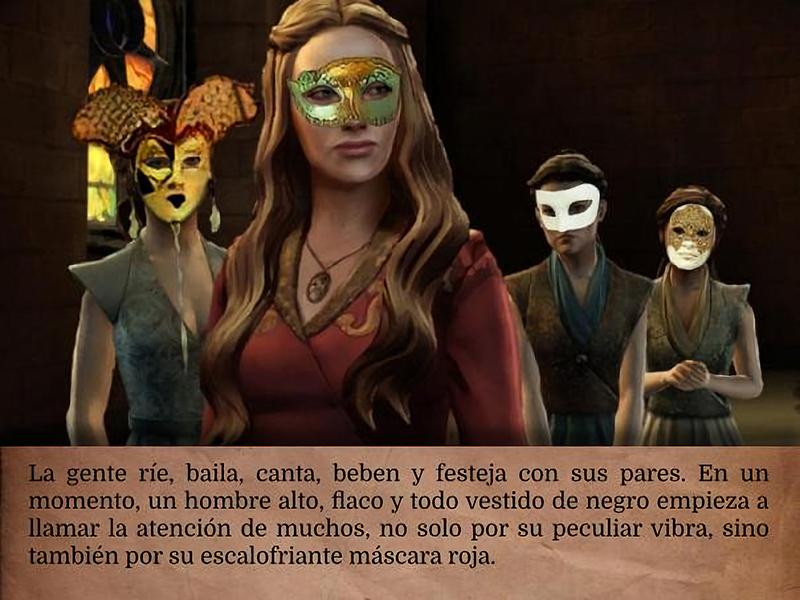 La gente ríe, baila, canta, beben y festeja con sus pares. En un
momento, un hombre alto, flaco y todo vestido de negro empieza a
llamar la atención de muchos, no solo por su peculiar vibra, sino
también por su escalofriante máscara roja.